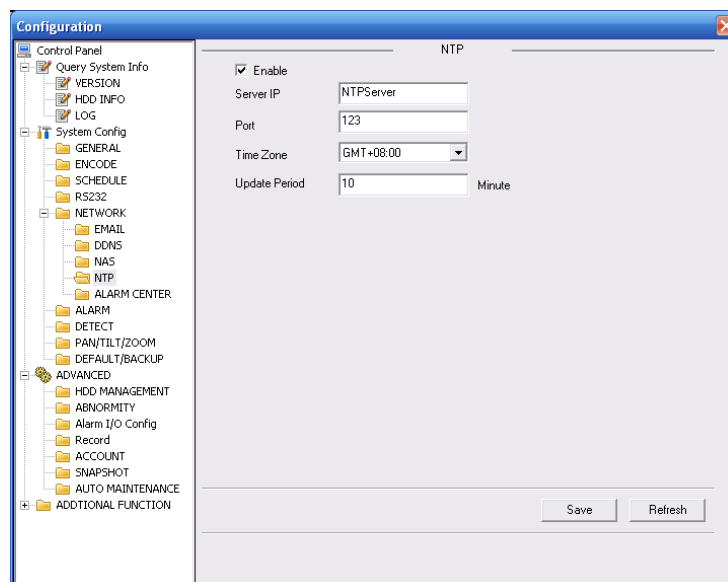 Configuration
Control Panel
Query System Info
VERSION
HDD INFO
LOG
System Config
GENERAL
ENCODE
SCHEDULE
RS232
NETWORK
EMAIL
DDNS
NAS
NTP
ALARM CENTER
ALARM
DETECT
PAN/TILT/ZOOM
DEFAULT/BACKUP
ADVANCED
HDD MANAGEMENT
ABNORMITY
Alarm I/O Config
Record
ACCOUNT
SNAPSHOT
AUTO MAINTENANCE
ADDTIONAL FUNCTION
NTP
Enable
Server IP NTPServer
Port 123
Time Zone GMT+08:00
Update Period 10 Minute
Save Refresh